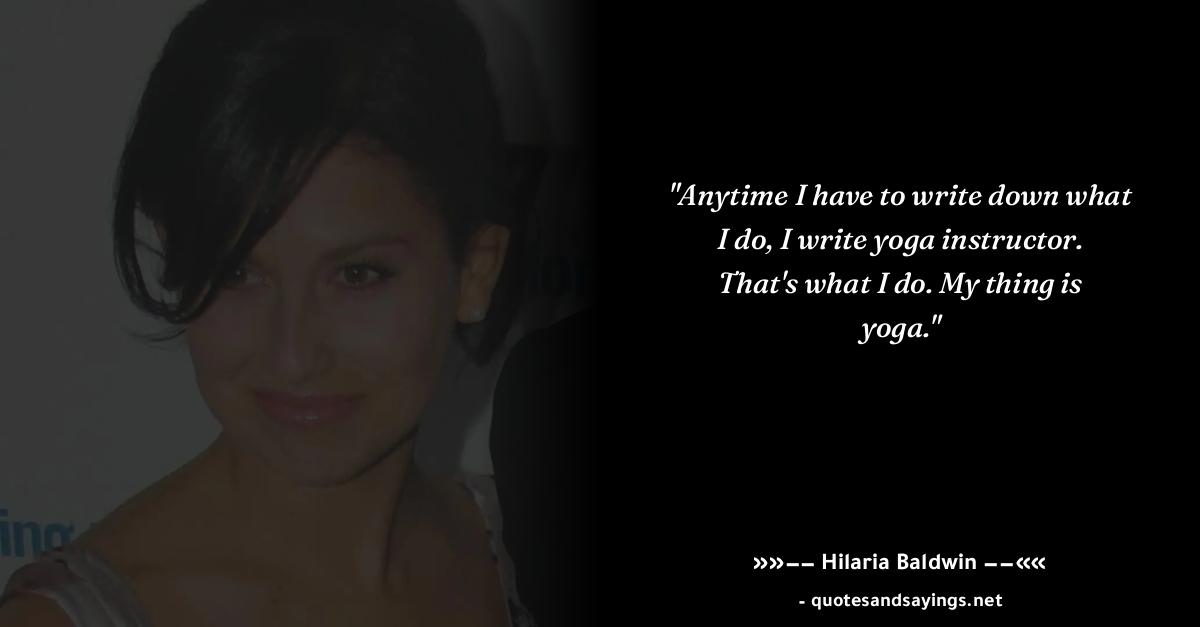 "Anytime I have to write down what
I do, I write yoga instructor.
That's what I do. My thing is
yoga."
»»–– Hilaria Baldwin ––««
- quotesandsayings.net
ing